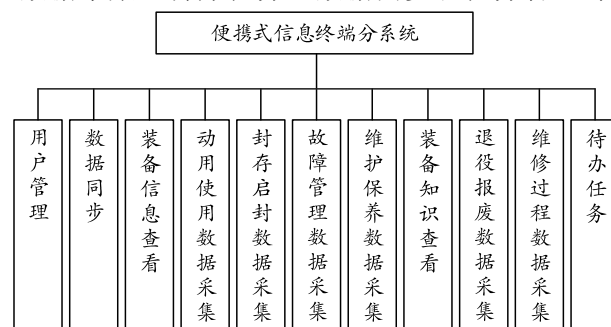 便携式信息终端分系统
用户管理
数据同步
装备信息查看
动用使用数据采集
封存启封数据采集
故障管理数据采集
维护保养数据采集
装备知识查看
退役报废数据采集
维修过程数据采集
待办任务